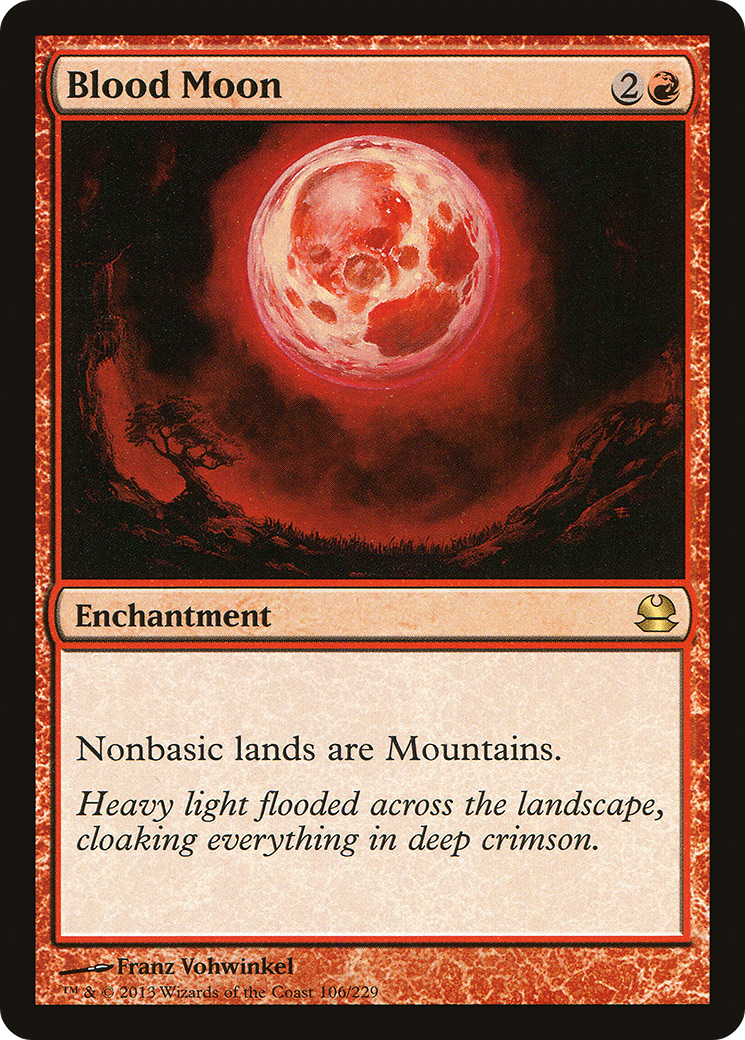 Blood Moon 2
Enchantment
Nonbasic lands are Mountains.
Heavy light flooded across the landscape,
cloaking everything in deep crimson.
Franz Vohwinkel
™ & © 2013 Wizards of the Coast 106/229